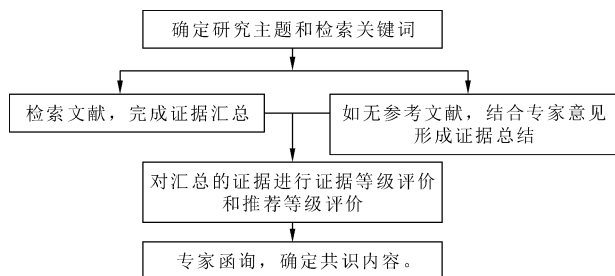 确定研究主题和检索关键词
检索文献，完成证据汇总
如无参考文献，结合专家意见
形成证据总结
对汇总的证据进行证据等级评价
和推荐等级评价
专家函询，确定共识内容。